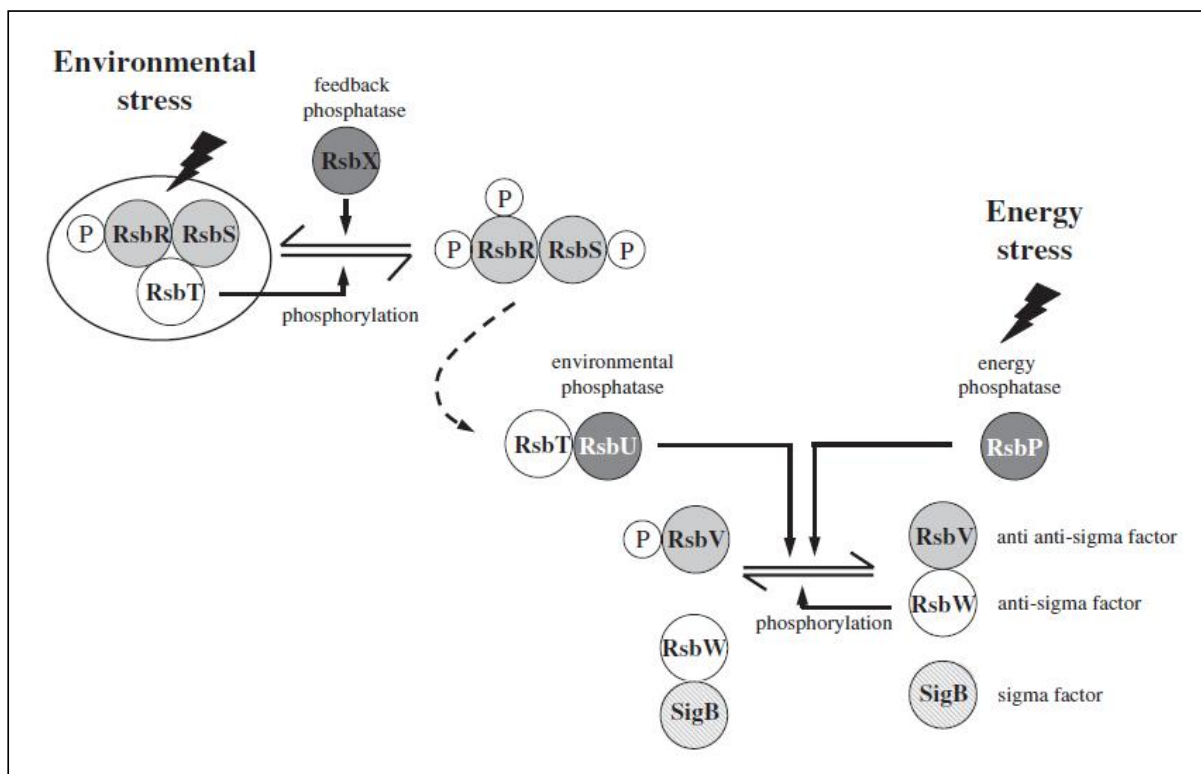 Environmental
stress
feedback
phosphatase
RsbX
P
RsbR
RsbS
RsbT
phosphorylation
P
P
RsbR
RsbS
P
Energy
stress
environmental
phosphatase
energy
phosphatase
RsbT
RsbU
RsbP
P
RsbV
RsbV
anti anti-sigma factor
RsbW
anti-sigma factor
phosphorylation
RsbW
SigB
SigB
sigma factor